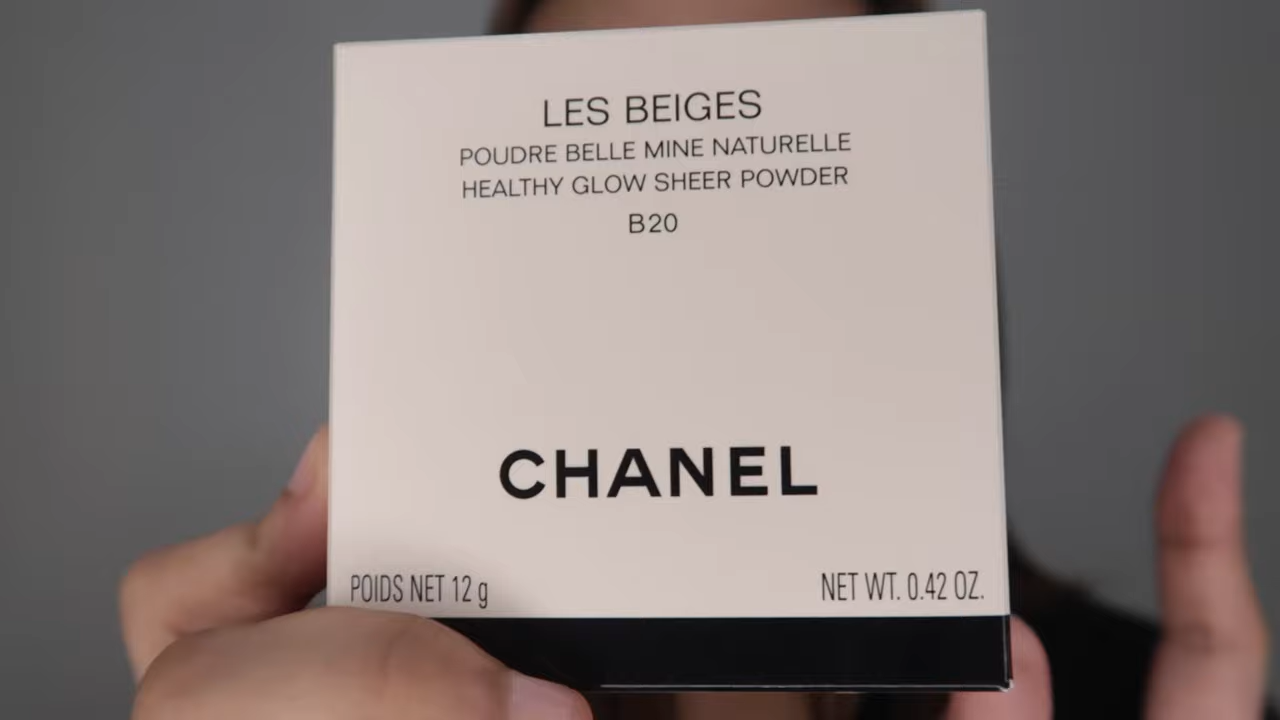 LES BEIGES
POUDRE BELLE MINE NATURELLE
HEALTHY GLOW SHEER POWDER
B20
CHANEL
POIDS NET 12 g
NET WT. 0.42 OZ.